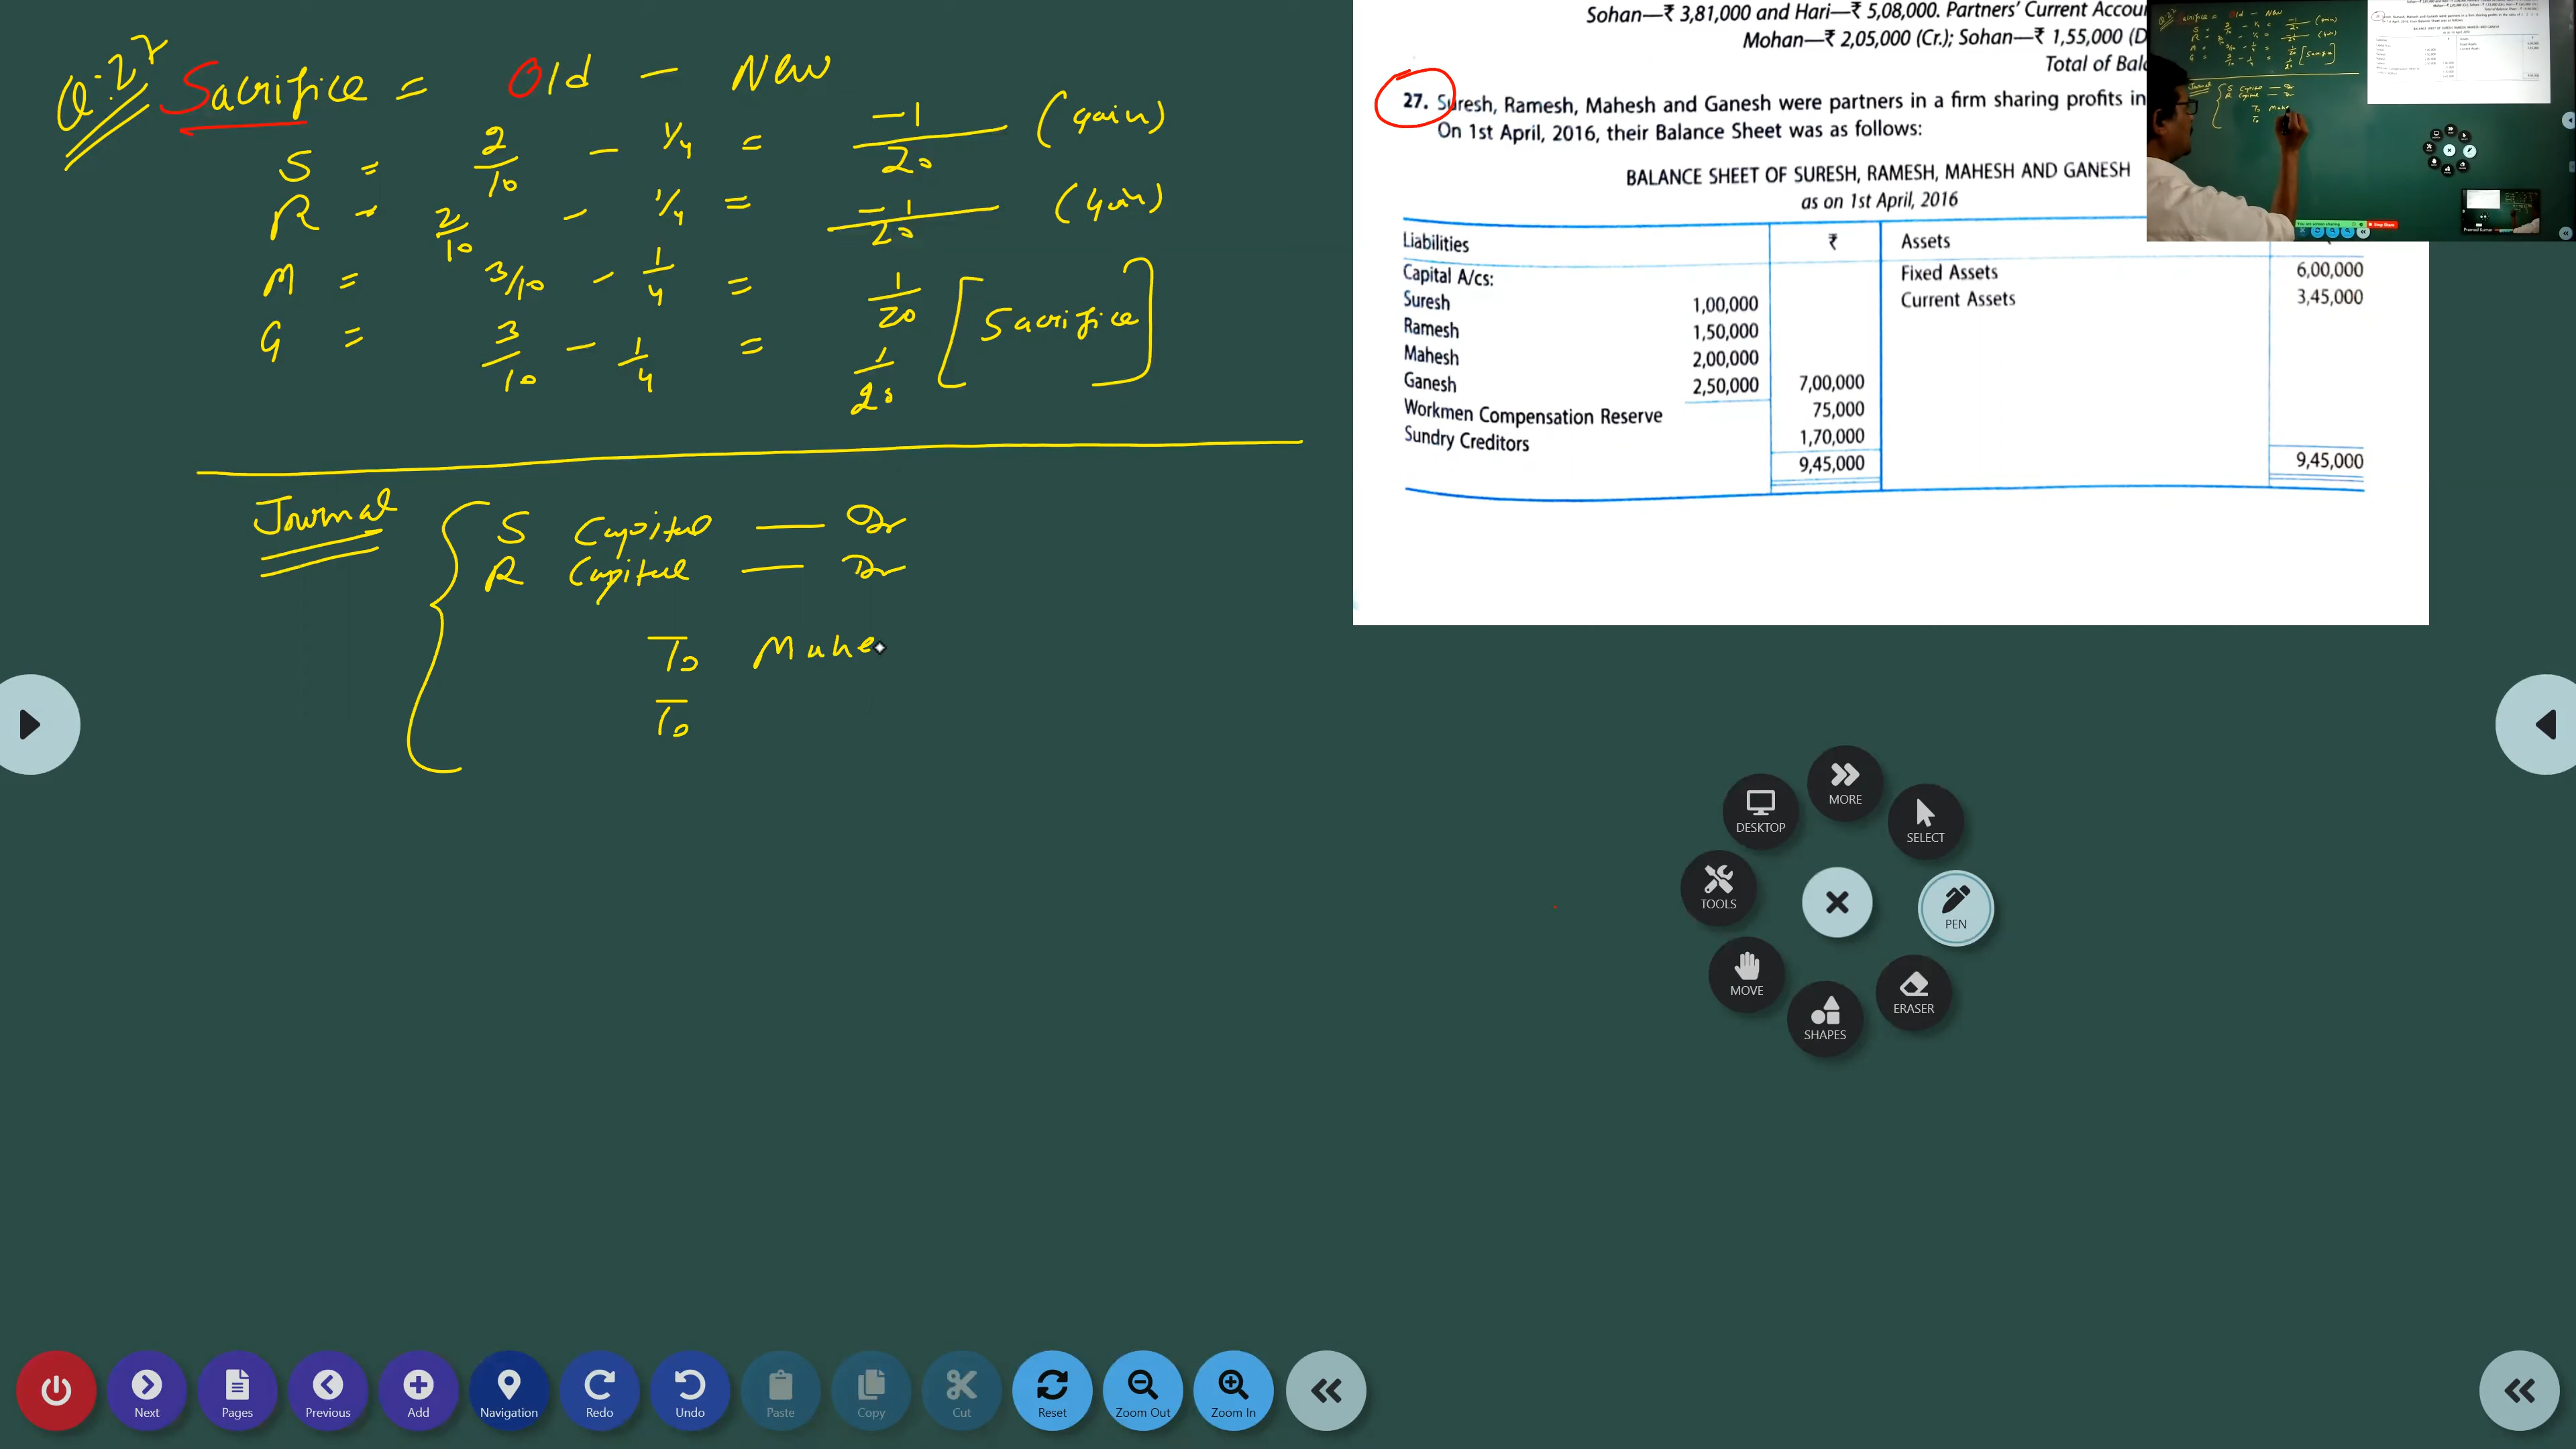 Q.27 Sacrifice = Old - New
S = 2/10 - 1/4 = -1/20 (gain)
R = 2/10 - 1/4 = -1/20 (gain)
M = 3/10 - 1/4 = 1/20
G = 3/10 - 1/4 = 1/20
[Sacrifice]
Journal
S Capital — Dr
R Capital — Dr
To Mahe
To
Sohan—₹ 3,81,000 and Hari—₹ 5,08,000. Partners' Current Accou
Mohan—₹ 2,05,000 (Cr.); Sohan—₹ 1,55,000 (D
Total of Bal
27. Suresh, Ramesh, Mahesh and Ganesh were partners in a firm sharing profits in
On 1st April, 2016, their Balance Sheet was as follows:
BALANCE SHEET OF SURESH, RAMESH, MAHESH AND GANESH
as on 1st April, 2016
Liabilities ₹ Assets
Capital A/cs: Fixed Assets 6,00,000
Suresh 1,00,000 Current Assets 3,45,000
Ramesh 1,50,000
Mahesh 2,00,000
Ganesh 2,50,000 7,00,000
Workmen Compensation Reserve 75,000
Sundry Creditors 1,70,000
9,45,000 9,45,000
MORE
DESKTOP
SELECT
TOOLS
PEN
MOVE
ERASER
SHAPES
Next
Pages
Previous
Add
Navigation
Redo
Undo
Paste
Copy
Cut
Reset
Zoom Out
Zoom In